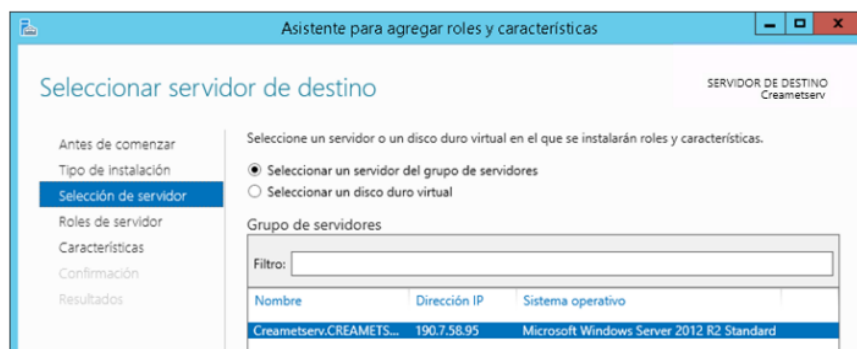 Asistente para agregar roles y características
Seleccionar servidor de destino
SERVIDOR DE DESTINO
Creametserv
Antes de comenzar
Tipo de instalación
Selección de servidor
Roles de servidor
Características
Confirmación
Resultados
Seleccione un servidor o un disco duro virtual en el que se instalarán roles y características.
Seleccionar un servidor del grupo de servidores
Seleccionar un disco duro virtual
Grupo de servidores
Filtro:
Nombre Dirección IP Sistema operativo
Creametserv.CREAMETS... 190.7.58.95 Microsoft Windows Server 2012 R2 Standard